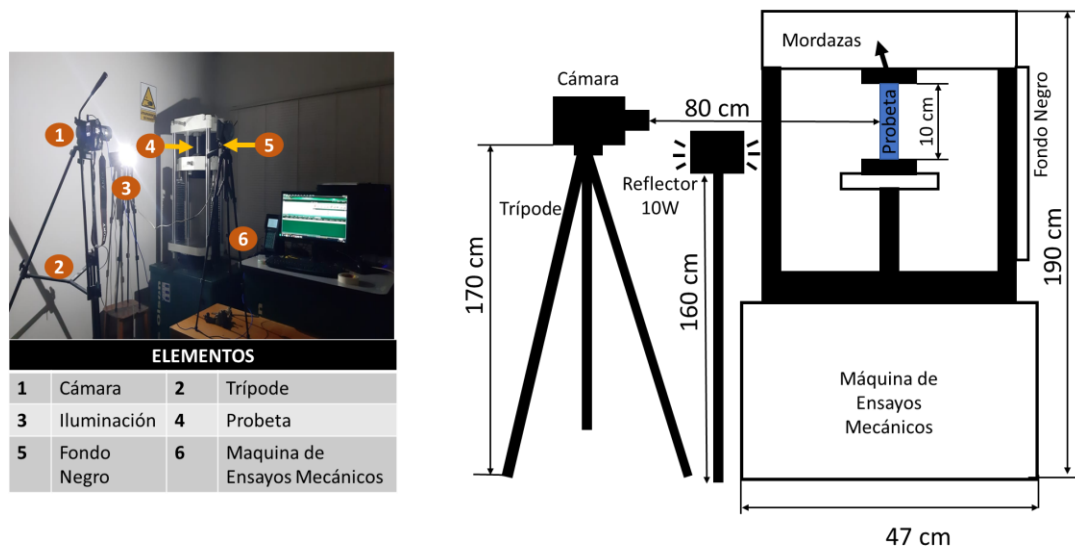 1
2
3
4
5
6
ELEMENTOS
1 Cámara 2 Trípode
3 Iluminación 4 Probeta
5 Fondo 6 Maquina de
Negro Ensayos Mecánicos
Mordazas
Cámara
80 cm
Probeta
10 cm
Fondo Negro
Reflector
10W
Trípode
170 cm
160 cm
190 cm
Máquina de
Ensayos
Mecánicos
47 cm